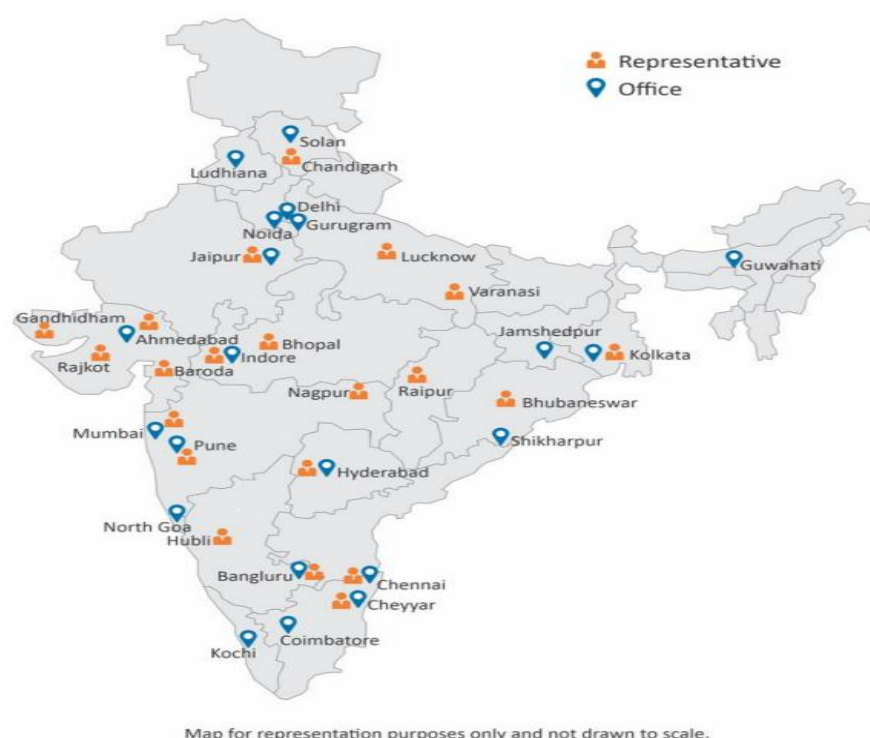 Representative
Office
Solan
Chandigarh
Ludhiana
Delhi
Noida
Gurugram
Jaipur
Lucknow
Guwahati
Varanasi
Gandhidham
Ahmedabad
Jamshedpur
Bhopal
Indore
Kolkata
Rajkot
Baroda
Nagpur
Raipur
Bhubaneswar
Mumbai
Pune
Shikharpur
Hyderabad
North Goa
Hubli
Bangluru
Chennai
Cheyyar
Coimbatore
Kochi
Map for representation purposes only and not drawn to scale.